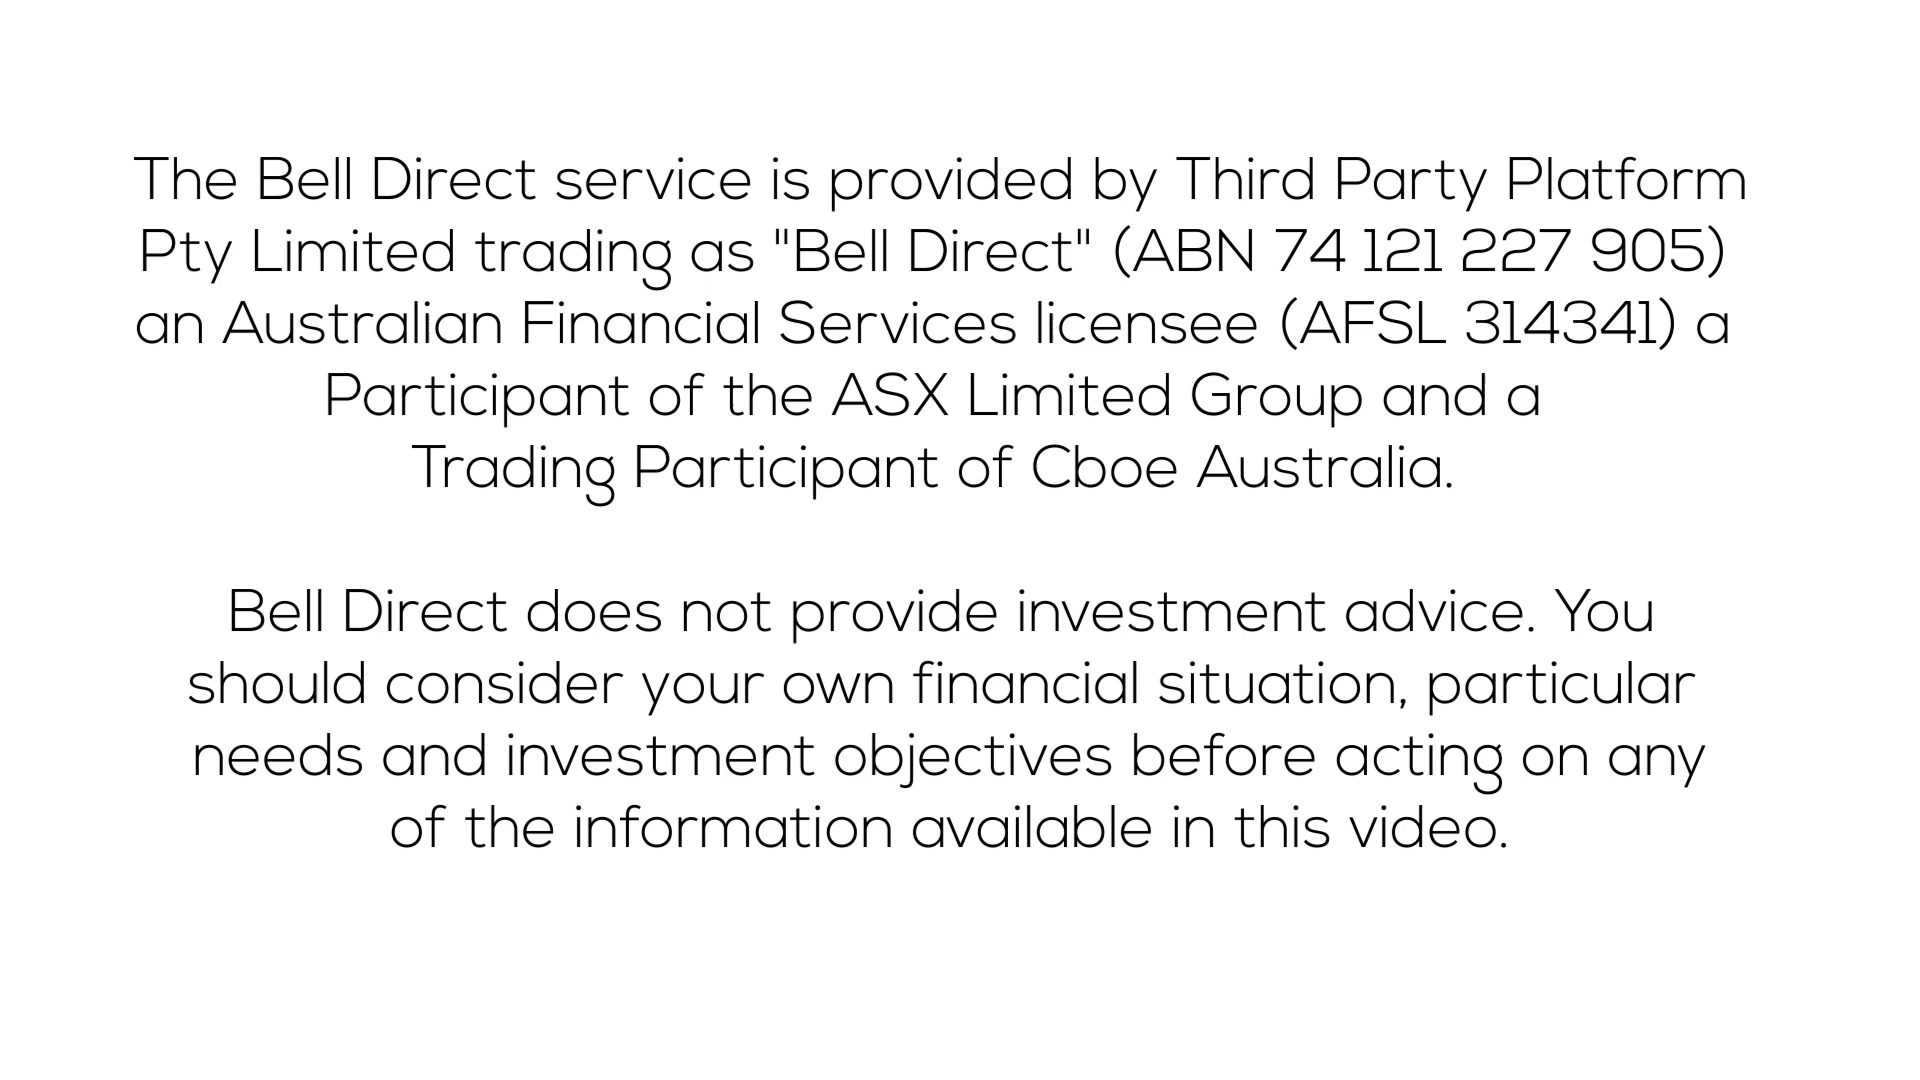 The Bell Direct service is provided by Third Party Platform
Pty Limited trading as "Bell Direct" (ABN 74 121 227 905)
an Australian Financial Services licensee (AFSL 314341) a
Participant of the ASX Limited Group and a
Trading Participant of Cboe Australia.
Bell Direct does not provide investment advice. You
should consider your own financial situation, particular
needs and investment objectives before acting on any
of the information available in this video.